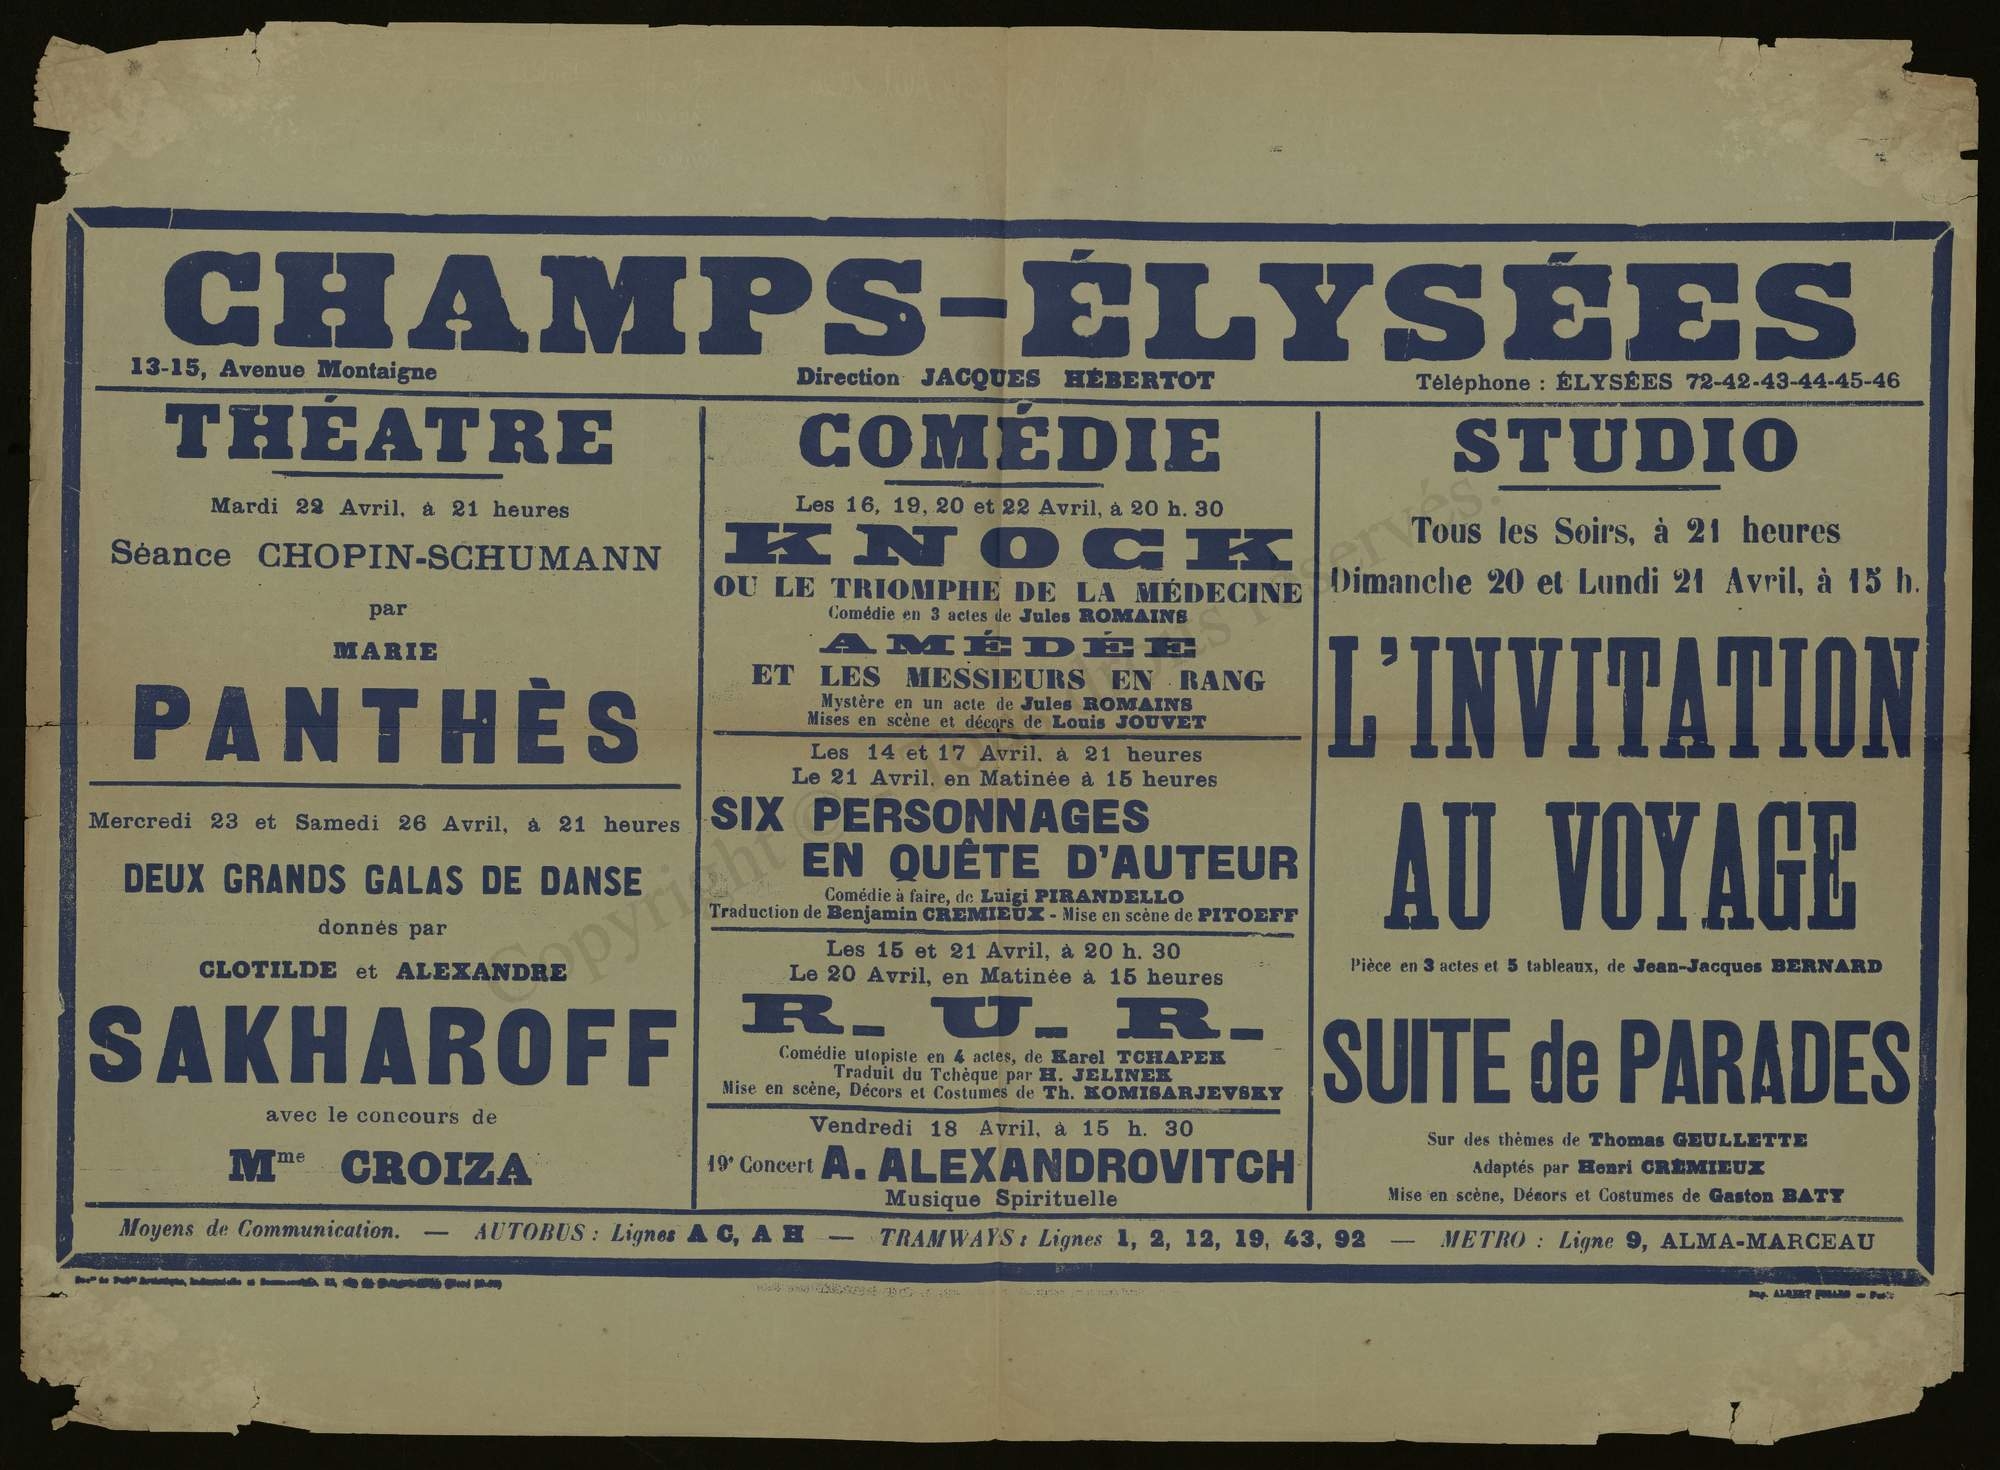 CHAMPS-ÉLYSÉES
13-15, Avenue Montaigne
Direction JACQUES HÉBERTOT
Téléphone : ÉLYSÉES 72-42-43-44-45-46
THÉATRE
Mardi 22 Avril, à 21 heures
Séance CHOPIN-SCHUMANN
par
MARIE
PANTHÈS
Mercredi 23 et Samedi 26 Avril, à 21 heures
DEUX GRANDS GALAS DE DANSE
donnés par
CLOTILDE et ALEXANDRE
SAKHAROFF
avec le concours de
Mme CROIZA
COMÉDIE
Les 16, 19, 20 et 22 Avril, à 20 h. 30
KNOCK
OU LE TRIOMPHE DE LA MÉDECINE
Comédie en 3 actes de Jules ROMAINS
AMÉDÉE
ET LES MESSIEURS EN RANG
Mystère en un acte de Jules ROMAINS
Mises en scène et décors de Louis JOUVET
Les 14 et 17 Avril, à 21 heures
Le 21 Avril, en Matinée à 15 heures
SIX PERSONNAGES
EN QUÊTE D'AUTEUR
Comédie à faire, de Luigi PIRANDELLO
Traduction de Benjamin CREMIEUX - Mise en scène de PITOEFF
Les 15 et 21 Avril, à 20 h. 30
Le 20 Avril, en Matinée à 15 heures
R. U. R.
Comédie utopiste en 4 actes, de Karel TCHAPEK
Traduit du Tchèque par H. JELINEK
Mise en scène, Décors et Costumes de Th. KOMISARJEVSKY
Vendredi 18 Avril, à 15 h. 30
19e Concert A. ALEXANDROVITCH
Musique Spirituelle
STUDIO
Tous les Soirs, à 21 heures
Dimanche 20 et Lundi 21 Avril, à 15 h.
L'INVITATION
AU VOYAGE
Pièce en 3 actes et 5 tableaux, de Jean-Jacques BERNARD
SUITE de PARADES
Sur des thèmes de Thomas GEULLETTE
Adaptés par Henri CRÉMIEUX
Mise en scène, Décors et Costumes de Gaston BATY
Moyens de Communication. — AUTOBUS : Lignes A C, A H — TRAMWAYS : Lignes 1, 2, 12, 19, 43, 92 — METRO : Ligne 9, ALMA-MARCEAU
Imp. ALBERT
Copyright © - Tous droits réservés.